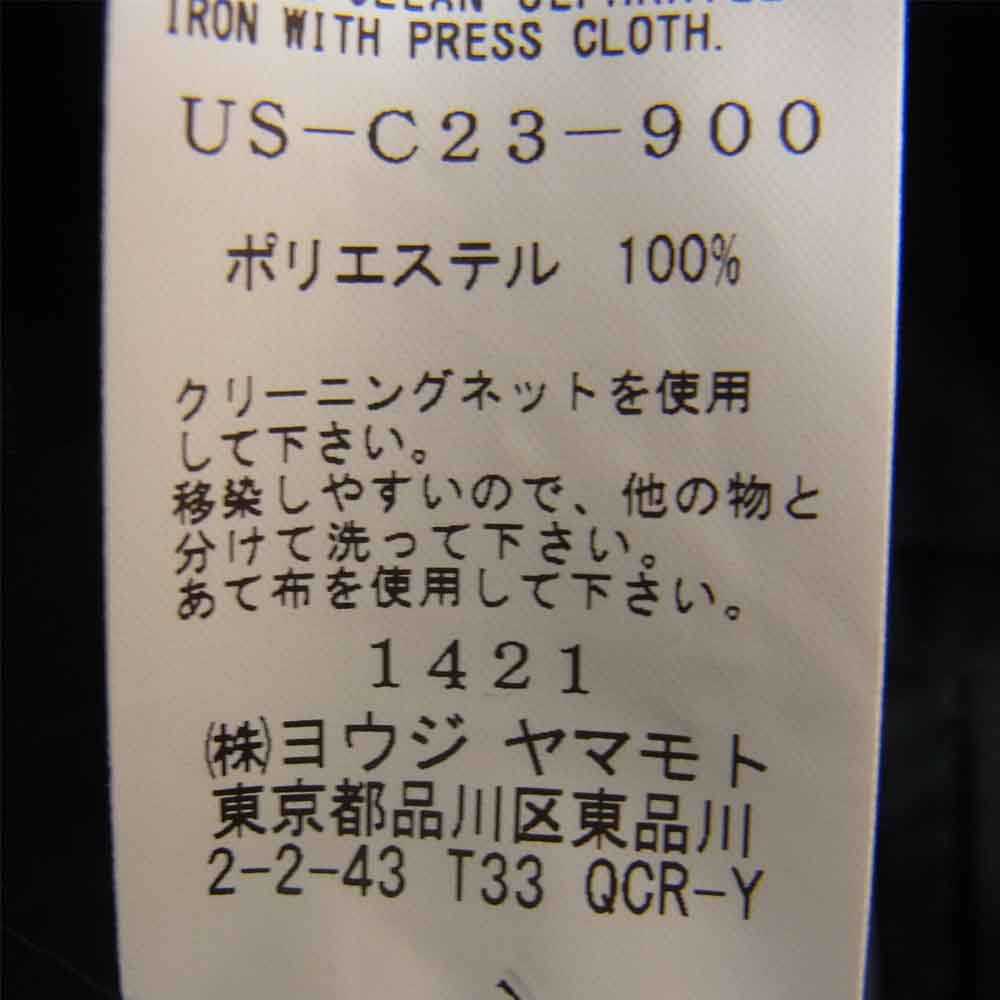 CLEAN SEPARATELY
IRON WITH PRESS CLOTH.
US-C23-900
ポリエステル 100%
クリーニングネットを使用
して下さい。
移染しやすいので、他の物と
分けて洗って下さい。
あて布を使用して下さい。
1421
(株)ヨウジ ヤマモト
東京都品川区東品川
2-2-43 T33 QCR-Y